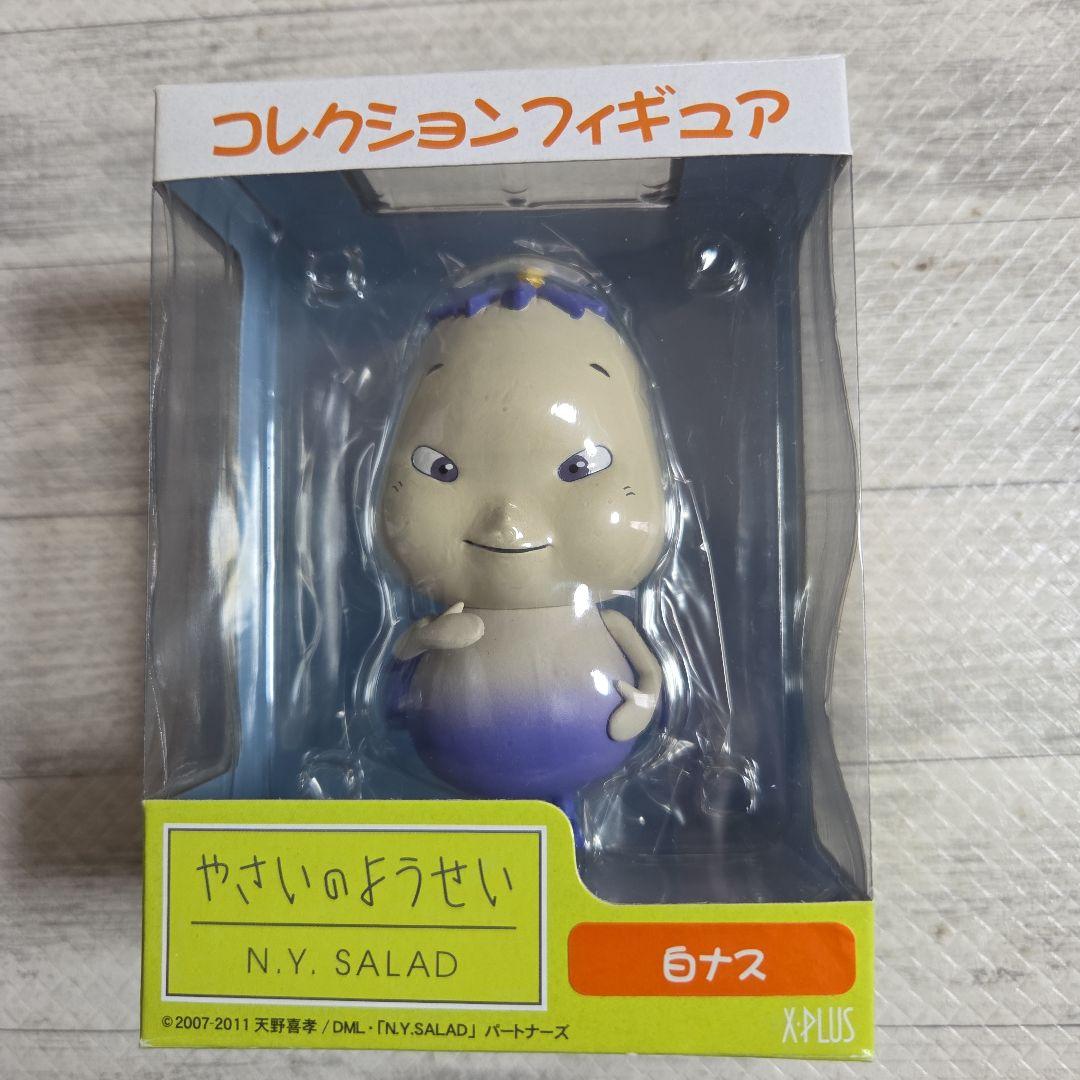 コレクションフィギュア
やさいのようせい
N.Y. SALAD
白ナス
©2007-2011 天野喜孝/DML・「N.Y.SALAD」パートナーズ
X·PLUS